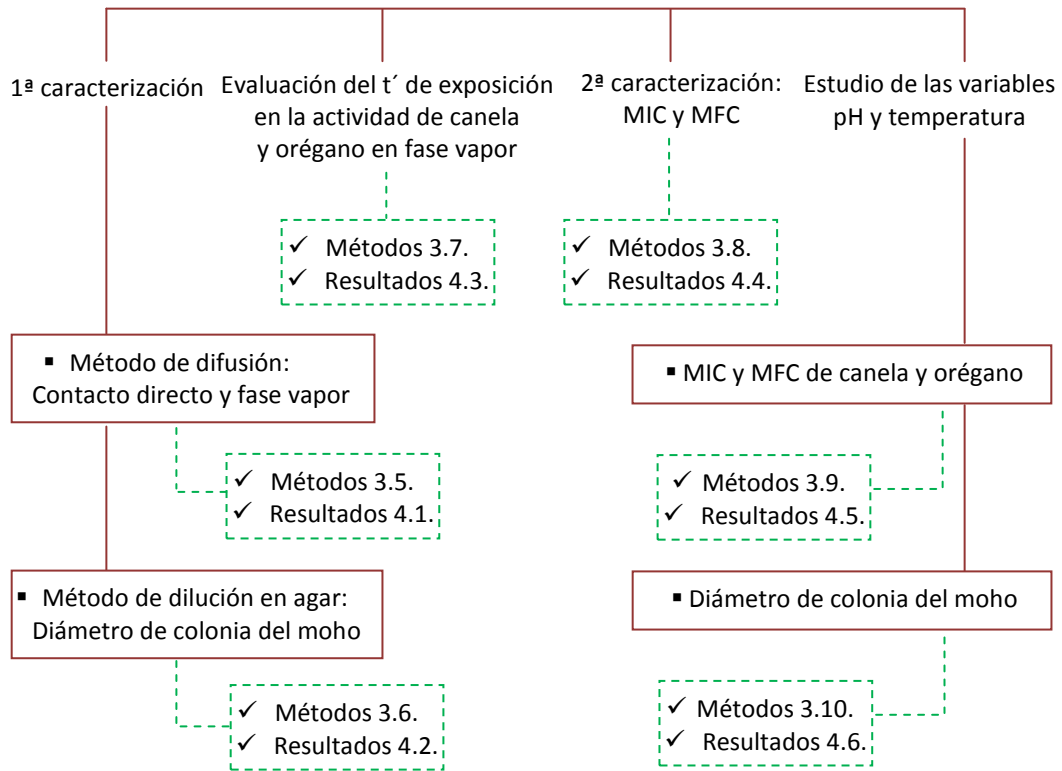 1ª caracterización
Evaluación del t´ de exposición
en la actividad de canela
y orégano en fase vapor
2ª caracterización:
MIC y MFC
Estudio de las variables
pH y temperatura
✓ Métodos 3.7.
✓ Resultados 4.3.
✓ Métodos 3.8.
✓ Resultados 4.4.
▪ Método de difusión:
Contacto directo y fase vapor
▪ MIC y MFC de canela y orégano
✓ Métodos 3.5.
✓ Resultados 4.1.
✓ Métodos 3.9.
✓ Resultados 4.5.
▪ Método de dilución en agar:
Diámetro de colonia del moho
▪ Diámetro de colonia del moho
✓ Métodos 3.6.
✓ Resultados 4.2.
✓ Métodos 3.10.
✓ Resultados 4.6.